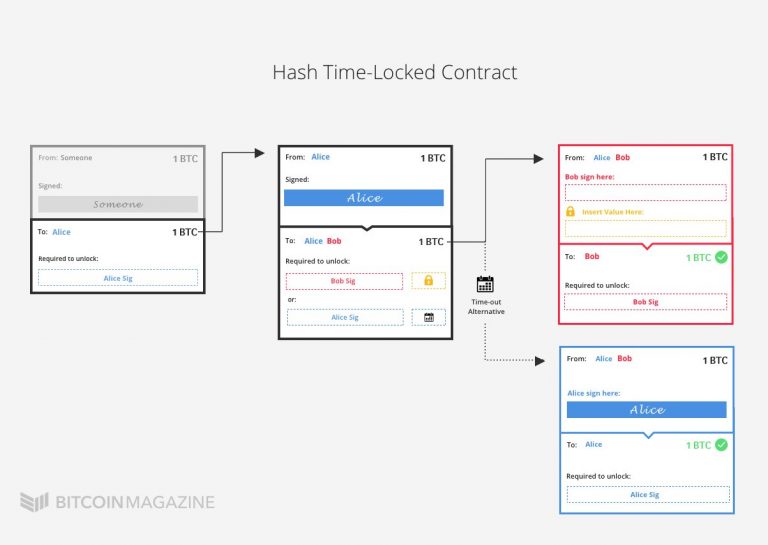 Hash Time-Locked Contract
From: Someone 1 BTC
Signed:
Someone
To: Alice 1 BTC
Required to unlock:
Alice Sig
From: Alice 1 BTC
Signed:
Alice
To: Alice Bob 1 BTC
Required to unlock:
Bob Sig
or:
Alice Sig
Time-out
Alternative
From: Alice Bob 1 BTC
Bob sign here:
Insert Value Here:
To: Bob 1 BTC
Required to unlock:
Bob Sig
From: Alice Bob 1 BTC
Alice sign here:
Alice
To: Alice 1 BTC
Required to unlock:
Alice Sig
BITCOINMAGAZINE